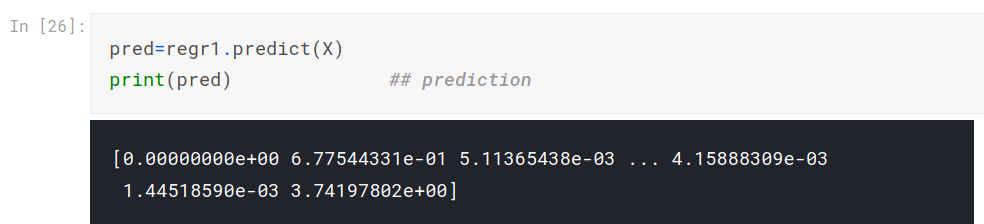 In [26]:
pred=regr1.predict(X)
print(pred) ## prediction
[0.00000000e+00 6.77544331e-01 5.11365438e-03 ... 4.15888309e-03
1.44518590e-03 3.74197802e+00]